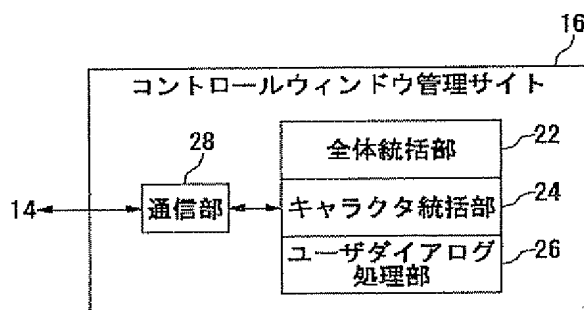 16
コントロールウィンドウ管理サイト
28
全体統括部
22
14
通信部
キャラクタ統括部
24
ユーザダイアログ
処理部
26